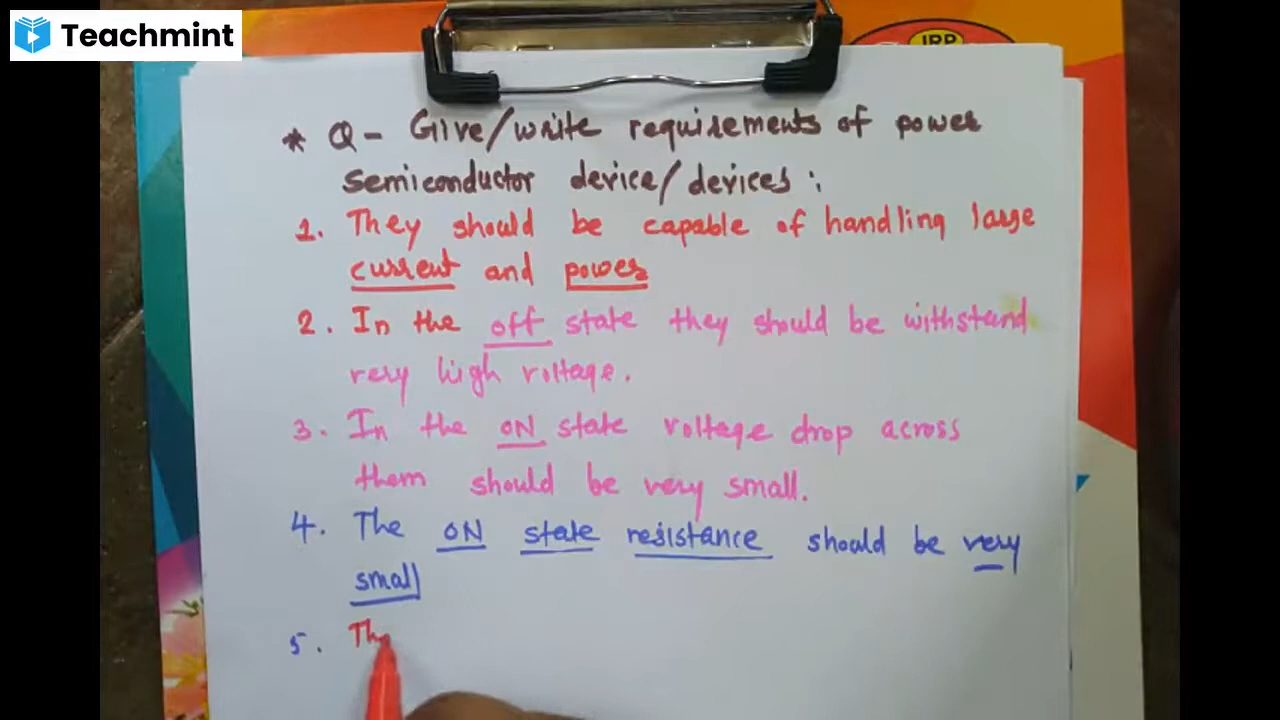 Teachmint
JRP
* Q- Give/write requirements of power
semiconductor device/devices:
1. They should be capable of handling large
current and power
2. In the off state they should be withstand
very high voltage.
3. In the ON state voltage drop across
them should be very small.
4. The ON state resistance should be very
small
5. The